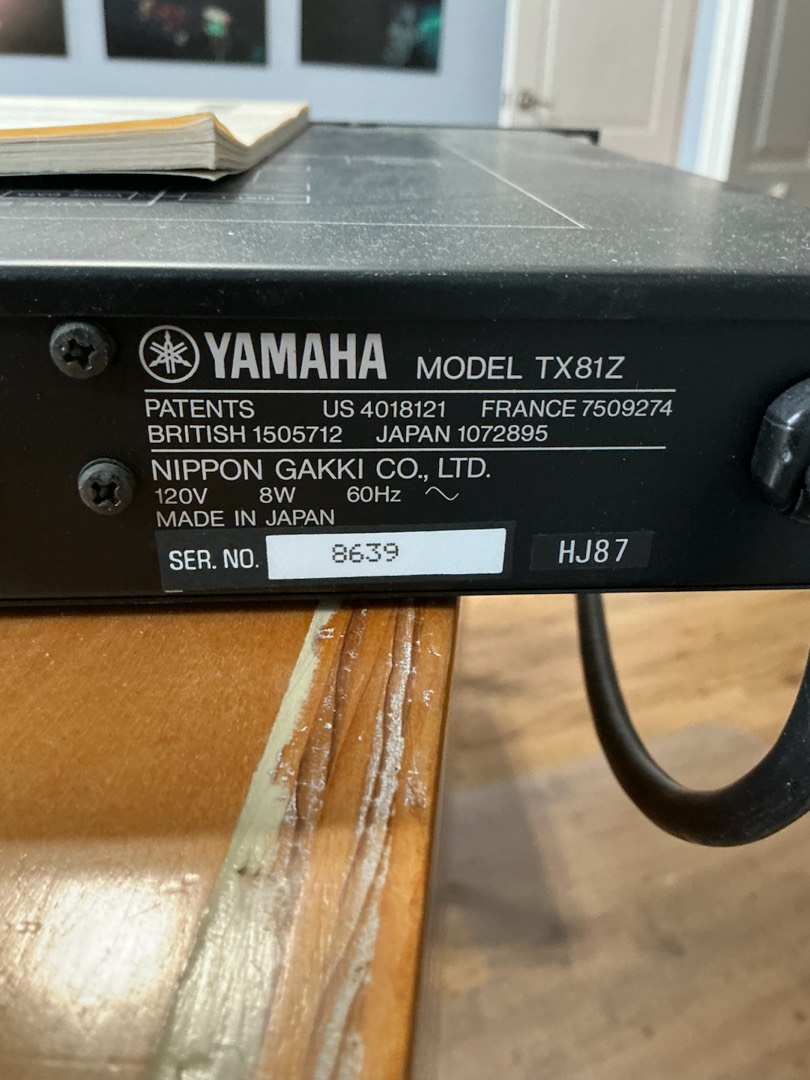 YAMAHA MODEL TX81Z
PATENTS US 4018121 FRANCE 7509274
BRITISH 1505712 JAPAN 1072895
NIPPON GAKKI CO., LTD.
120V 8W 60Hz
MADE IN JAPAN
SER. NO. 8639 HJ87